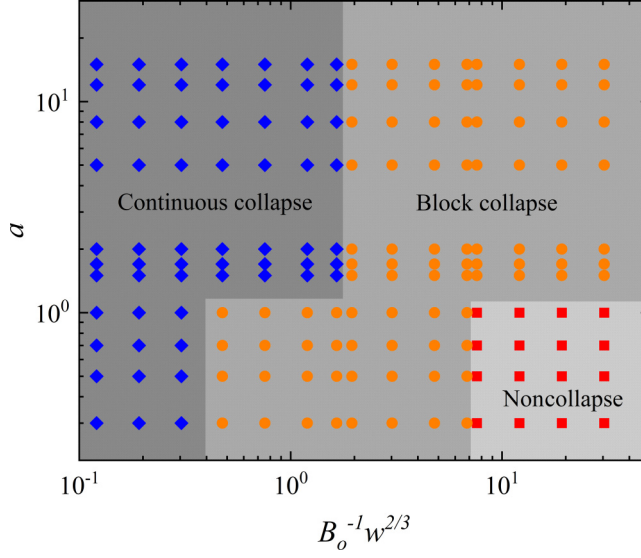 10¹
Continuous collapse
Block collapse
a
10⁰
Noncollapse
10⁻¹
10⁰
10¹
Bₒ⁻¹w²ᐟ³